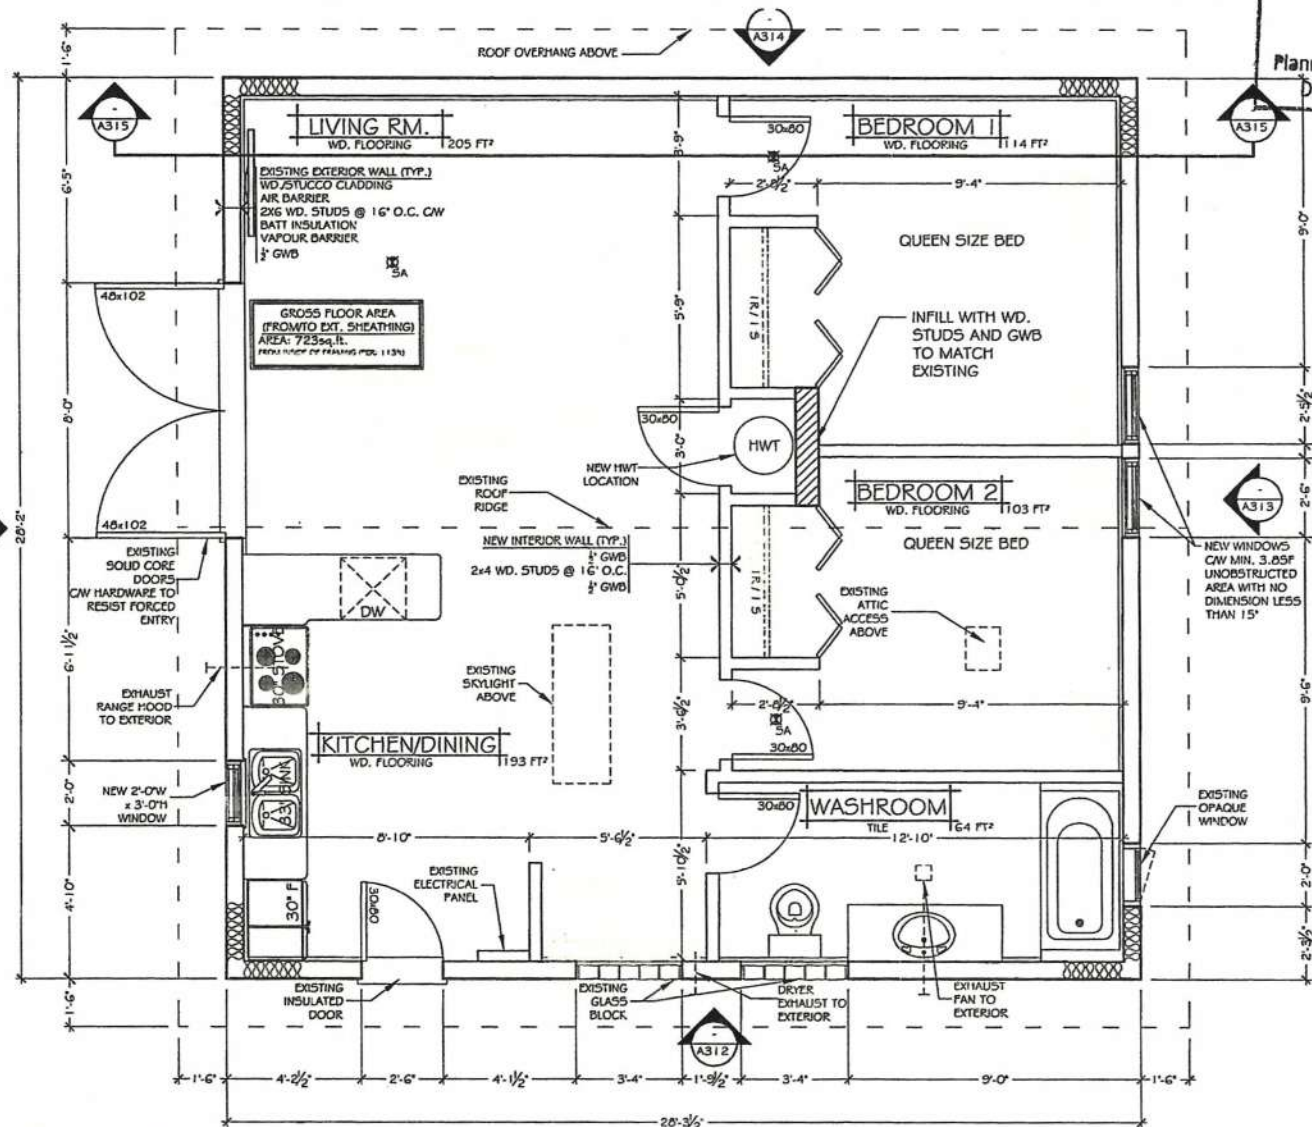 ROOF OVERHANG ABOVE
-
A314
Plann
1'-6"
A315
A315
LIVING RM.
WD. FLOORING
205 FT²
30x80
BEDROOM 1
WD. FLOORING
114 FT²
SA
EXISTING EXTERIOR WALL (TYP.)
WD./STUCCO CLADDING
AIR BARRIER
2X6 WD. STUDS @ 16" O.C. C/W
BATT INSULATION
VAPOUR BARRIER
½" GWB
6'-5"
2'-8½"
9'-4"
9'-0"
QUEEN SIZE BED
SA
48x102
GROSS FLOOR AREA
(FROM/TO EXT. SHEATHING)
AREA: 723sq.ft.
5'-9"
1R/1S
INFILL WITH WD.
STUDS AND GWB
TO MATCH
EXISTING
8'-0"
2'-5½"
30x80
3'-0"
HWT
NEW HWT
LOCATION
EXISTING
ROOF
RIDGE
BEDROOM 2
WD. FLOORING
103 FT²
2'-6"
A313
28'-2"
48x102
NEW INTERIOR WALL (TYP.)
½" GWB
2x4 WD. STUDS @ 16" O.C.
½" GWB
QUEEN SIZE BED
EXISTING
SOLID CORE
DOORS
C/W HARDWARE TO
RESIST FORCED
ENTRY
NEW WINDOWS
C/W MIN. 3.85F
UNOBSTRUCTED
AREA WITH NO
DIMENSION LESS
THAN 15"
DW
5'-0½"
1R/1S
EXISTING
ATTIC
ACCESS
ABOVE
6'-11½"
30" STOVE
EXISTING
SKYLIGHT
ABOVE
EXHAUST
RANGE HOOD
TO EXTERIOR
3'-6½"
2'-8½"
9'-4"
9'-6"
SA
30x80
KITCHEN/DINING
WD. FLOORING
193 FT²
NEW 2'-0"W
x 3'-0"H
WINDOW
2'-0"
33" SINK
30x80
WASHROOM
TILE
64 FT²
EXISTING
OPAQUE
WINDOW
8'-10"
5'-6½"
12'-10"
5'-10½"
4'-10"
EXISTING
ELECTRICAL
PANEL
30x80
30" F
2'-0"
2'-3½"
1'-6"
EXISTING
INSULATED
DOOR
EXISTING
GLASS
BLOCK
DRYER
EXHAUST TO
EXTERIOR
EXHAUST
FAN TO
EXTERIOR
-
A312
1'-6"
4'-2½"
2'-6"
4'-1½"
3'-4"
1'-9½"
3'-4"
9'-0"
1'-6"